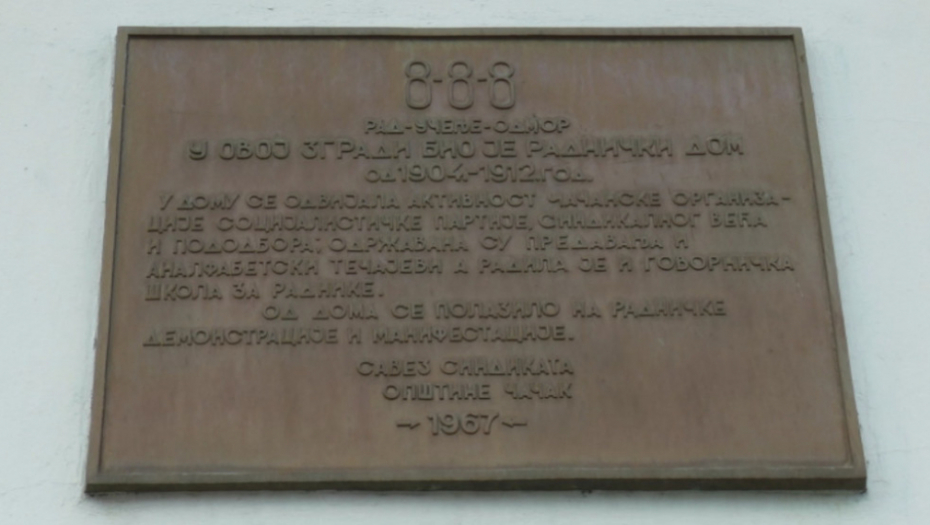 8-8-8
РАД-УЧЕЊЕ-ОДМОР
У ОВОЈ ЗГРАДИ БИО ЈЕ РАДНИЧКИ ДОМ
ОД 1904.-1912.ГОД.
У ДОМУ СЕ ОДВИЈАЛА АКТИВНОСТ ЧАЧАНСКЕ ОРГАНИЗА-
ЦИЈЕ СОЦИЈАЛИСТИЧКЕ ПАРТИЈЕ, СИНДИКАЛНОГ ВЕЋА
И ПОДОДБОРА; ОДРЖАВАНА СУ ПРЕДАВАЊА И
АНАЛФАБЕТСКИ ТЕЧАЈЕВИ А РАДИЛА ЈЕ И ГОВОРНИЧКА
ШКОЛА ЗА РАДНИКЕ.
ОД ДОМА СЕ ПОЛАЗИЛО НА РАДНИЧКЕ
ДЕМОНСТРАЦИЈЕ И МАНИФЕСТАЦИЈЕ.
САВЕЗ СИНДИКАТА
ОПШТИНЕ ЧАЧАК
1967